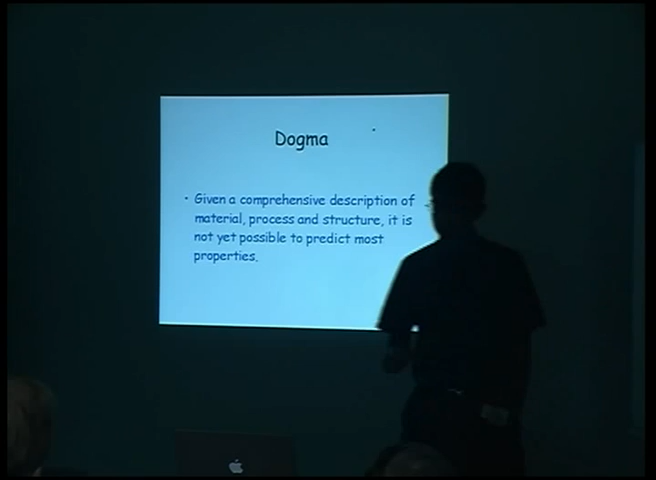 Dogma
• Given a comprehensive description of
material, process and structure, it is
not yet possible to predict most
properties.